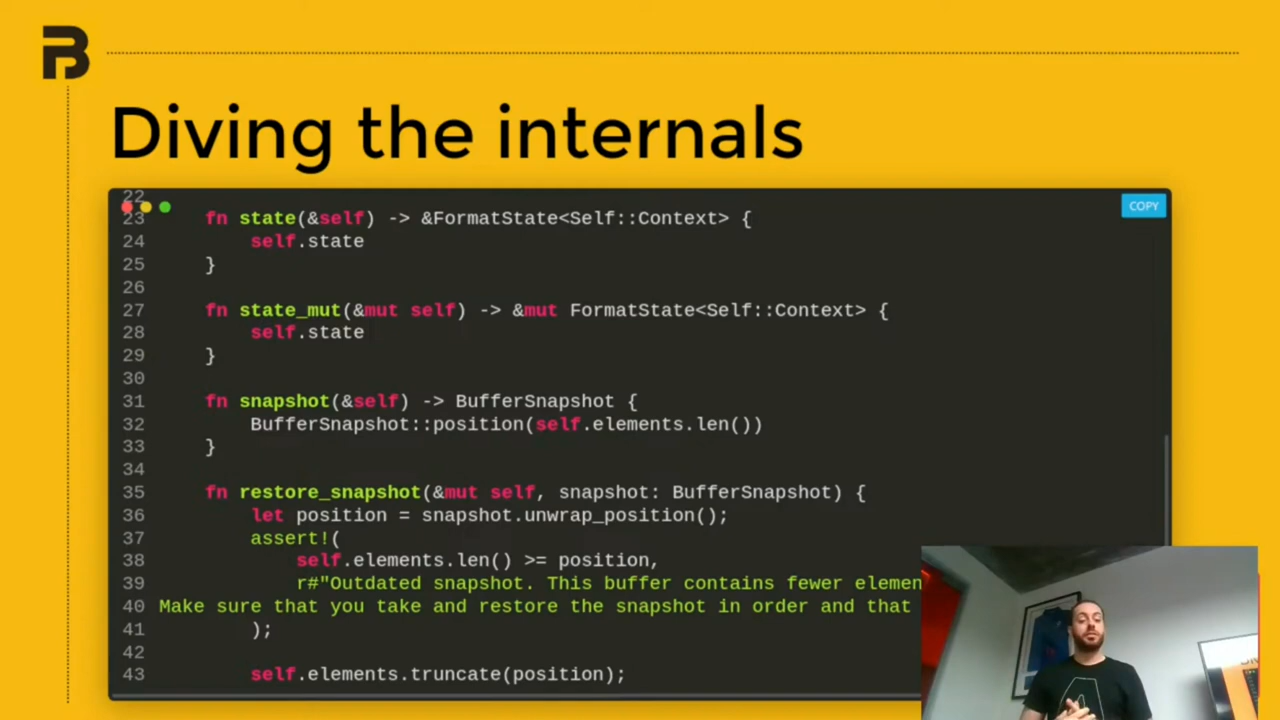 B
Diving the internals
COPY
22
23 fn state(&self) -> &FormatState<Self::Context> {
24 self.state
25 }
26
27 fn state_mut(&mut self) -> &mut FormatState<Self::Context> {
28 self.state
29 }
30
31 fn snapshot(&self) -> BufferSnapshot {
32 BufferSnapshot::position(self.elements.len())
33 }
34
35 fn restore_snapshot(&mut self, snapshot: BufferSnapshot) {
36 let position = snapshot.unwrap_position();
37 assert!(
38 self.elements.len() >= position,
39 r#"Outdated snapshot. This buffer contains fewer elemen
40 Make sure that you take and restore the snapshot in order and that
41 );
42
43 self.elements.truncate(position);